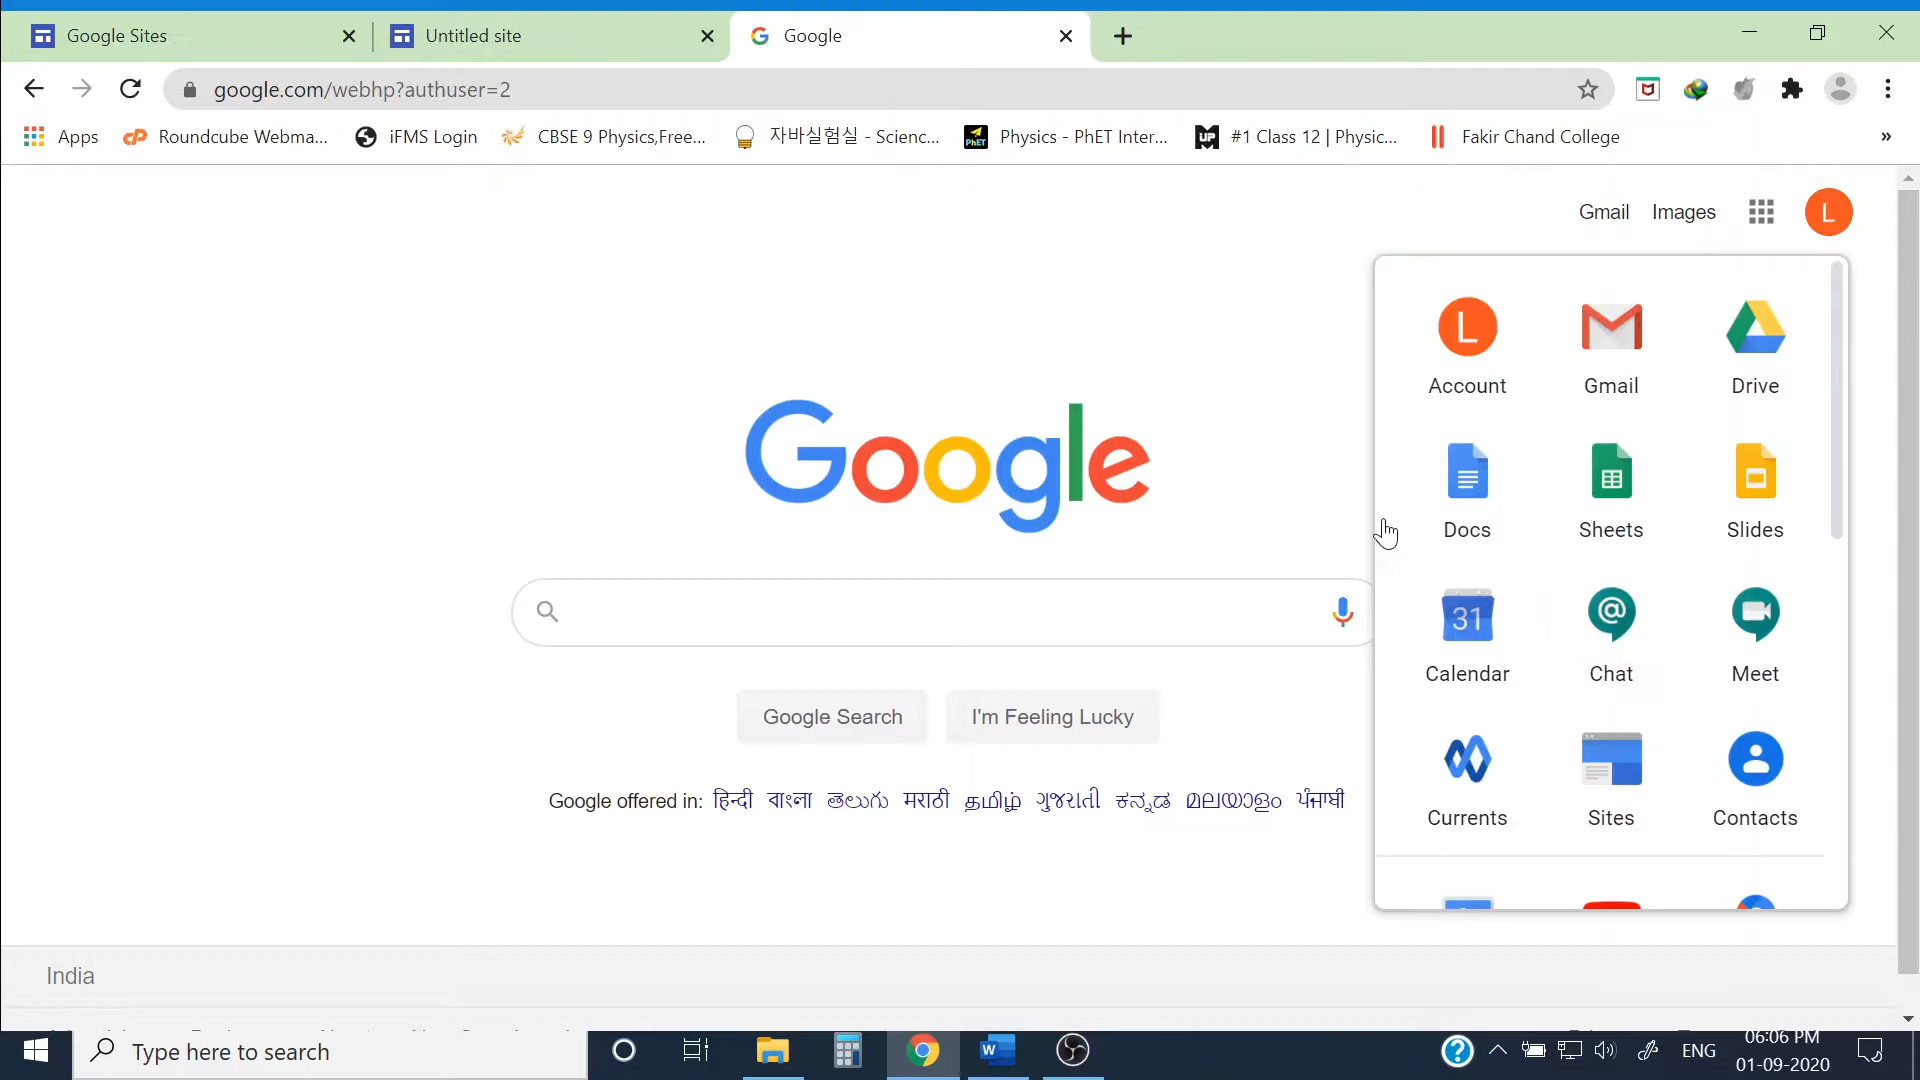 Google Sites
Untitled site
Google
google.com/webhp?authuser=2
Apps
Roundcube Webma...
iFMS Login
CBSE 9 Physics,Free...
자바실험실 - Scienc...
Physics - PhET Inter...
#1 Class 12 | Physic...
Fakir Chand College
»
Gmail Images
L
L
Account
Gmail
Drive
Google
Docs
Sheets
Slides
31
Calendar
Chat
Meet
Google Search
I'm Feeling Lucky
Google offered in: हिन्दी বাংলা తెలుగు मराठी தமிழ் ગુજરાતી ಕನ್ನಡ മലയാളം ਪੰਜਾਬੀ
Currents
Sites
Contacts
India
Type here to search
ENG
06:06 PM
01-09-2020